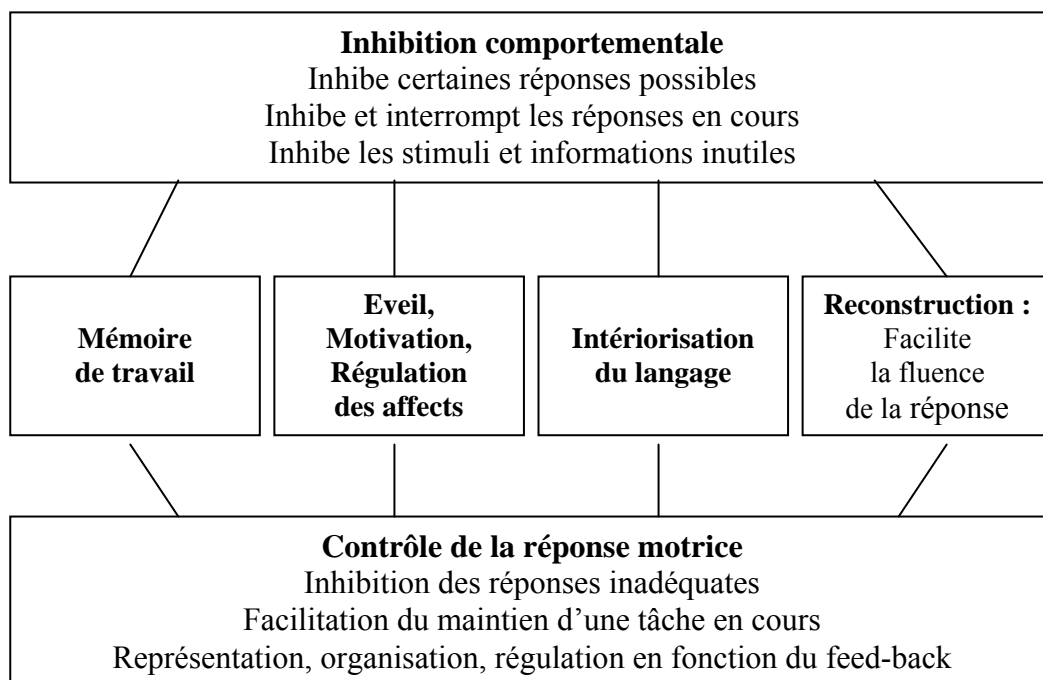 Inhibition comportementale
Inhibe certaines réponses possibles
Inhibe et interrompt les réponses en cours
Inhibe les stimuli et informations inutiles
Mémoire
de travail
Eveil,
Motivation,
Régulation
des affects
Intériorisation
du langage
Reconstruction :
Facilite
la fluence
de la réponse
Contrôle de la réponse motrice
Inhibition des réponses inadéquates
Facilitation du maintien d’une tâche en cours
Représentation, organisation, régulation en fonction du feed-back